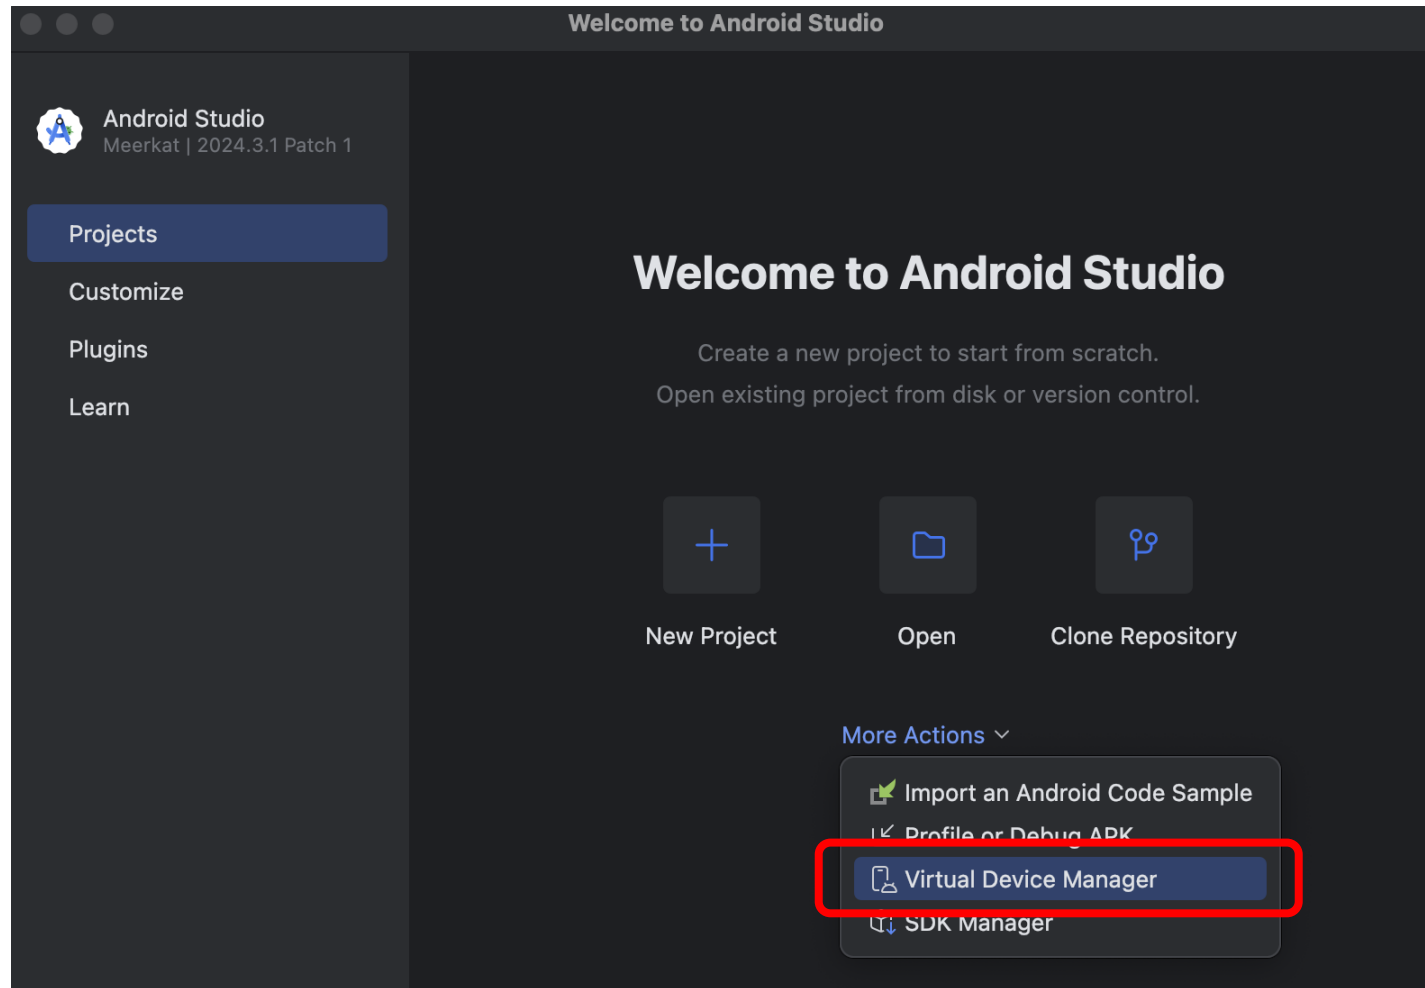 Welcome to Android Studio
Android Studio
Meerkat | 2024.3.1 Patch 1
Projects
Customize
Plugins
Learn
Welcome to Android Studio
Create a new project to start from scratch.
Open existing project from disk or version control.
New Project
Open
Clone Repository
More Actions
Import an Android Code Sample
Profile or Debug APK
Virtual Device Manager
SDK Manager